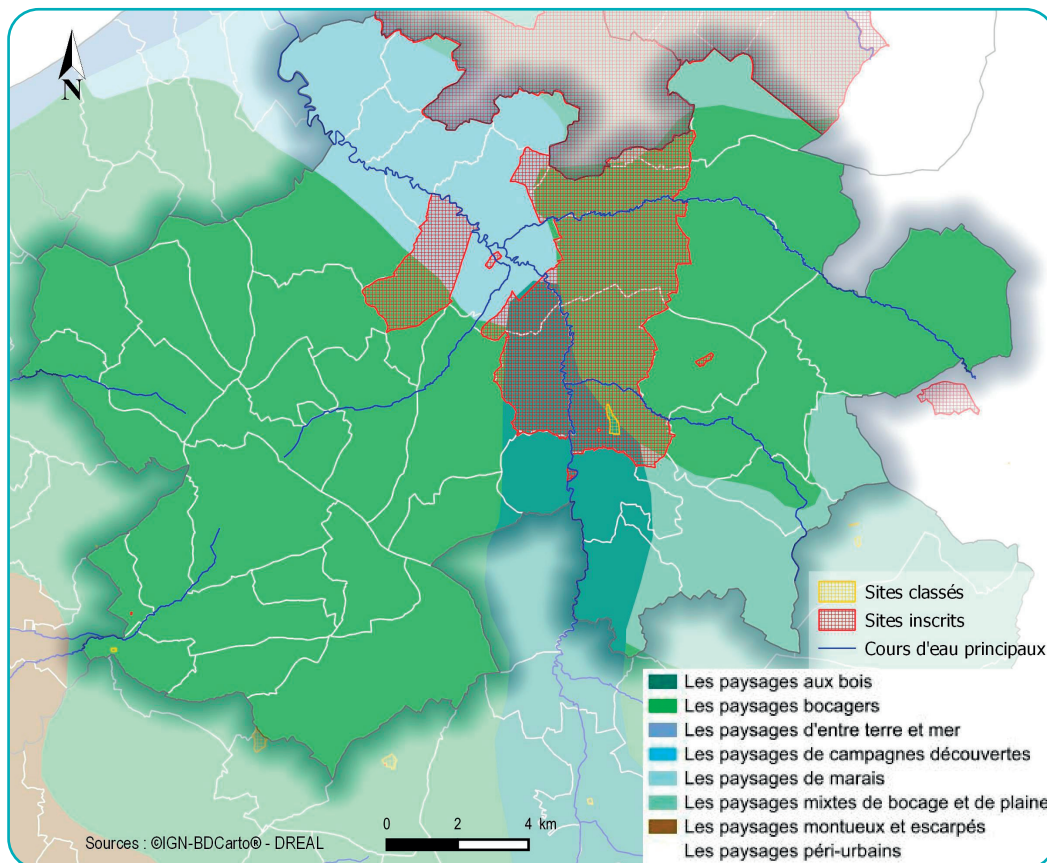 N
Sites classés
Sites inscrits
Cours d'eau principaux
Les paysages aux bois
Les paysages bocagers
Les paysages d'entre terre et mer
Les paysages de campagnes découvertes
Les paysages de marais
Les paysages mixtes de bocage et de plaine
Les paysages montueux et escarpés
Les paysages péri-urbains
0 2 4 km
Sources : ©IGN-BDCarto® - DREAL